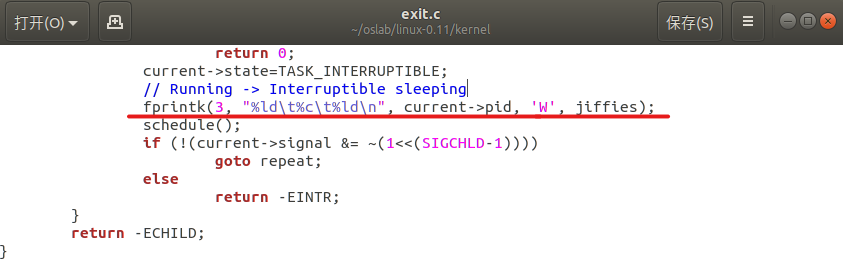 打开(O)
exit.c
~/oslab/linux-0.11/kernel
保存(S)
return 0;
current->state=TASK_INTERRUPTIBLE;
// Running -> Interruptible sleeping
fprintk(3, "%ld\t%c\t%ld\n", current->pid, 'W', jiffies);
schedule();
if (!(current->signal &= ~(1<<(SIGCHLD-1))))
goto repeat;
else
return -EINTR;
}
return -ECHILD;
}